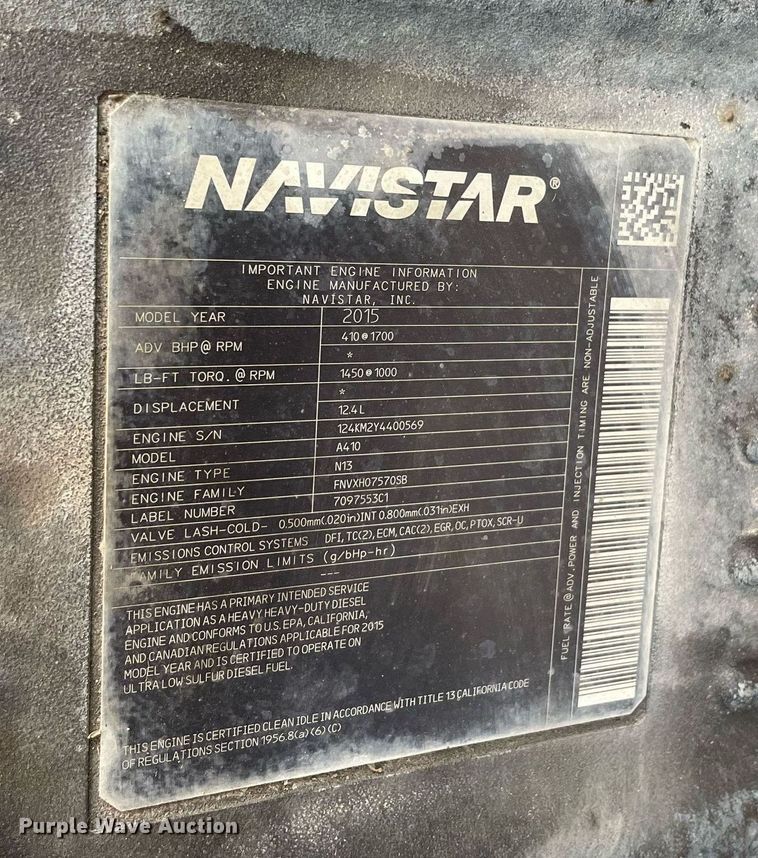 NAVISTAR®
IMPORTANT ENGINE INFORMATION
ENGINE MANUFACTURED BY:
NAVISTAR, INC.
MODEL YEAR 2015
ADV BHP@ RPM 410@1700
*
LB-FT TORQ. @ RPM 1450@1000
*
DISPLACEMENT 12.4L
ENGINE S/N 124KM2Y4400569
MODEL A410
ENGINE TYPE N13
ENGINE FAMILY FNVXH07570SB
LABEL NUMBER 7097553C1
VALVE LASH-COLD- 0.500mm(.020in)INT 0.800mm(.031in)EXH
EMISSIONS CONTROL SYSTEMS DFI, TC(2), ECM, CAC(2), EGR, OC, PTOX, SCR-U
FAMILY EMISSION LIMITS (g/bHp-hr)
---
THIS ENGINE HAS A PRIMARY INTENDED SERVICE
APPLICATION AS A HEAVY HEAVY-DUTY DIESEL
ENGINE AND CONFORMS TO U.S. EPA, CALIFORNIA,
AND CANADIAN REGULATIONS APPLICABLE FOR 2015
MODEL YEAR AND IS CERTIFIED TO OPERATE ON
ULTRA LOW SULFUR DIESEL FUEL.
THIS ENGINE IS CERTIFIED CLEAN IDLE IN ACCORDANCE WITH TITLE 13 CALIFORNIA CODE
OF REGULATIONS SECTION 1956.8(a)(6)(C)
FUEL RATE @ ADV. POWER AND INJECTION TIMING ARE NON-ADJUSTABLE
Purple Wave Auction